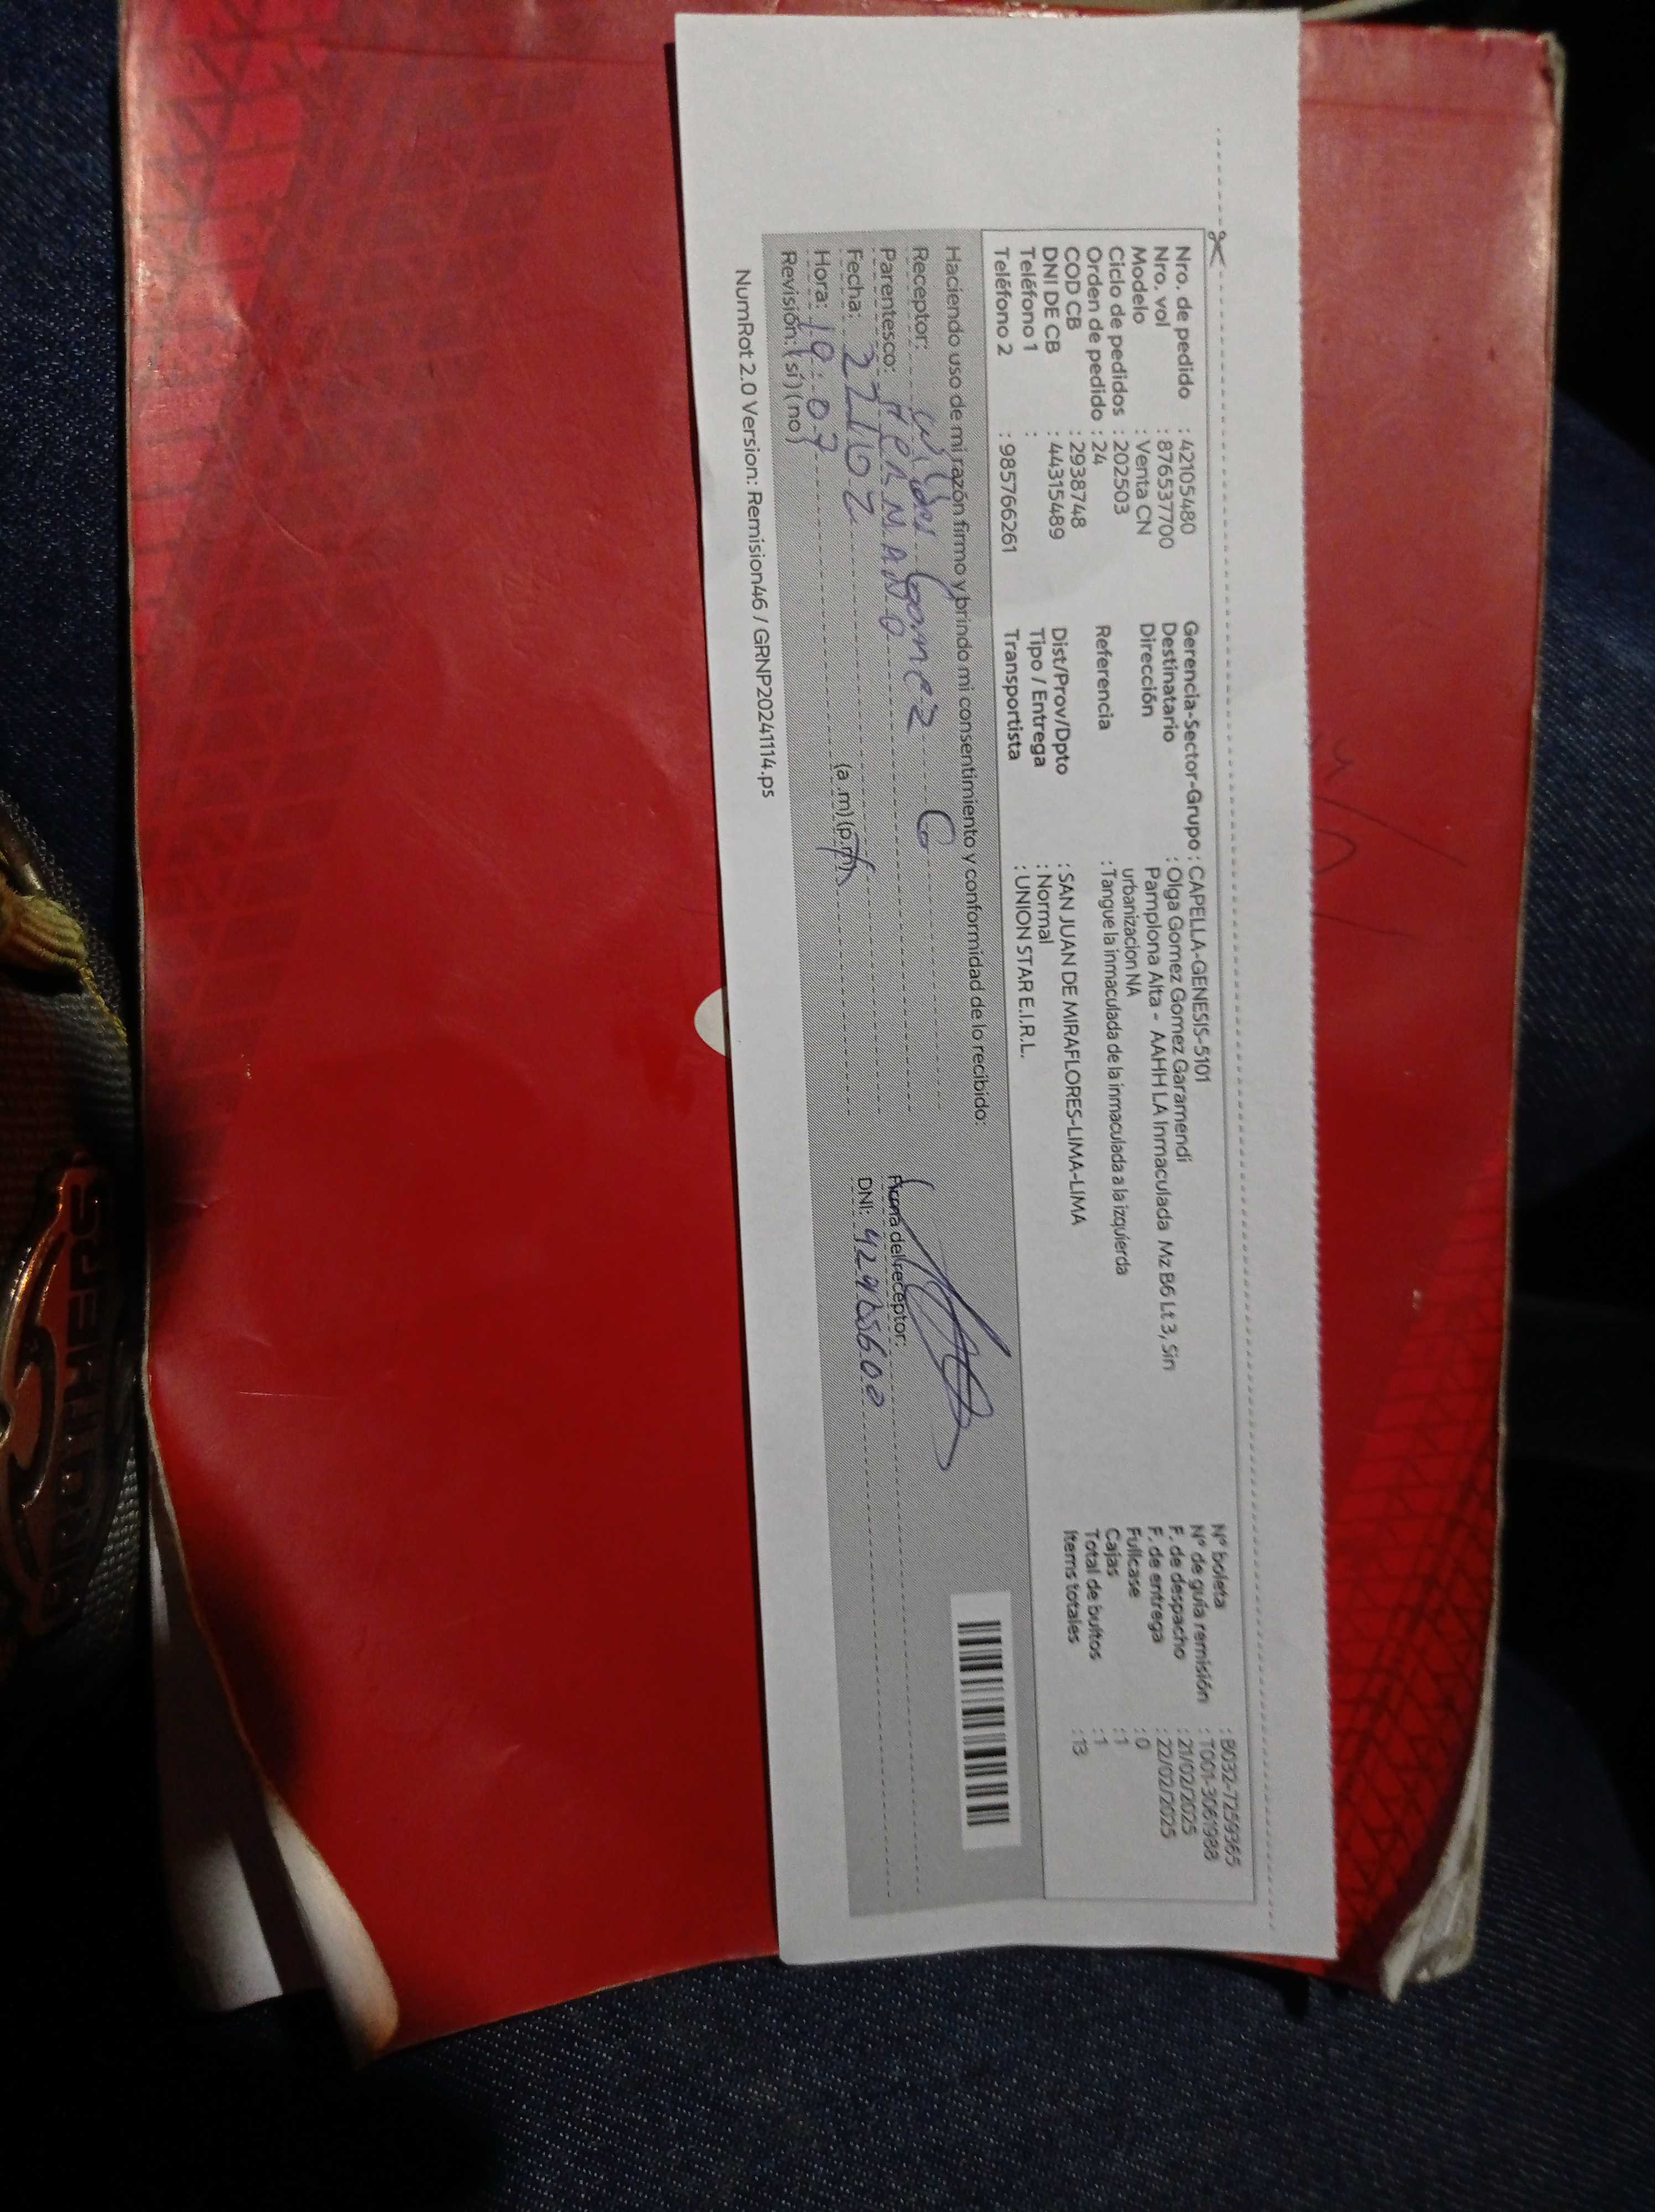 Nro. de pedido : 42105480
Nro. vol : 876537700
Modelo : Venta CN
Ciclo de pedidos : 202503
Orden de pedido : 24
COD CB : 2938748
DNI DE CB : 44315489
Teléfono 1 :
Teléfono 2 : 985766261
Gerencia-Sector-Grupo : CAPELLA-GENESIS-5101
Destinatario : Olga Gomez Gomez Garamendi
Dirección : Pamplona Alta - AAHH LA Inmaculada Mz B6 Lt 3, Sin
urbanizacion NA
Referencia : Tangue la inmaculada de la inmaculada a la izquierda
Dist/Prov/Dpto : SAN JUAN DE MIRAFLORES-LIMA-LIMA
Tipo / Entrega : Normal
Transportista : UNION STAR E.I.R.L.
N° boleta : B032-7259365
N° de guía remisión : T001-3061988
F. de despacho : 21/02/2025
F. de entrega : 22/02/2025
Fullcase : 0
Cajas : 1
Total de bultos : 1
Items totales : 13
Haciendo uso de mi razón firmo y brindo mi consentimiento y conformidad de lo recibido:
Receptor: Gomez G
Parentesco: HERMANO
Fecha: 22/02
Hora: 19:07 (a.m) (p.m)
Revisión: (sí) (no)
Firma del receptor:
DNI:
NumRot 2.0 Version: Remision46 / GRNP20241114.ps
BROTHERS